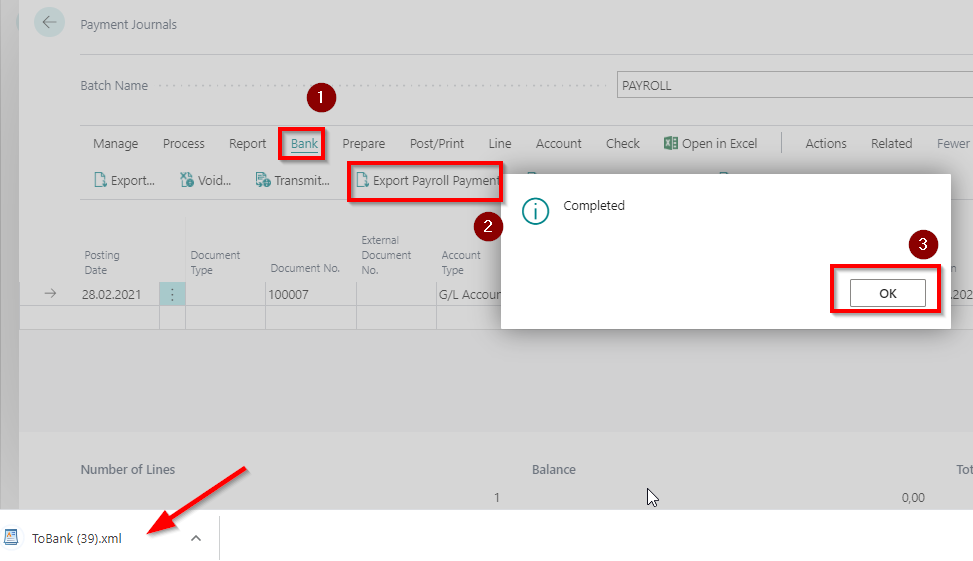 Payment Journals
Batch Name
PAYROLL
1
Manage Process Report Bank Prepare Post/Print Line Account Check Open in Excel Actions Related Fewer
Export... Void... Transmit... Export Payroll Payment
2
Completed
3
OK
Posting Date
Document Type
Document No.
External Document No.
Account Type
28.02.2021 100007 G/L Accoun
Number of Lines Balance Tot
1 0,00
ToBank (39).xml